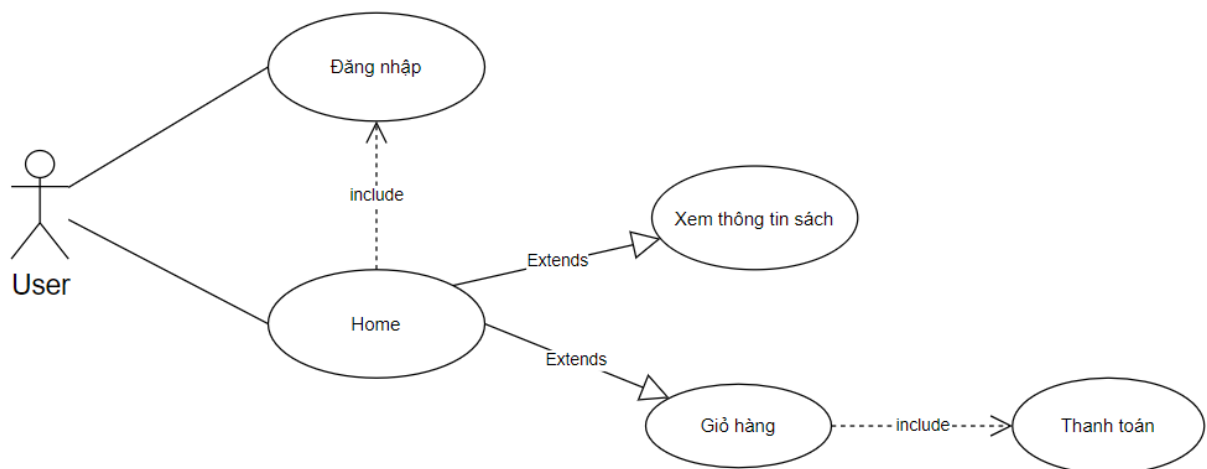 Đăng nhập
include
Xem thông tin sách
Extends
User
Home
Extends
Giỏ hàng
include
Thanh toán